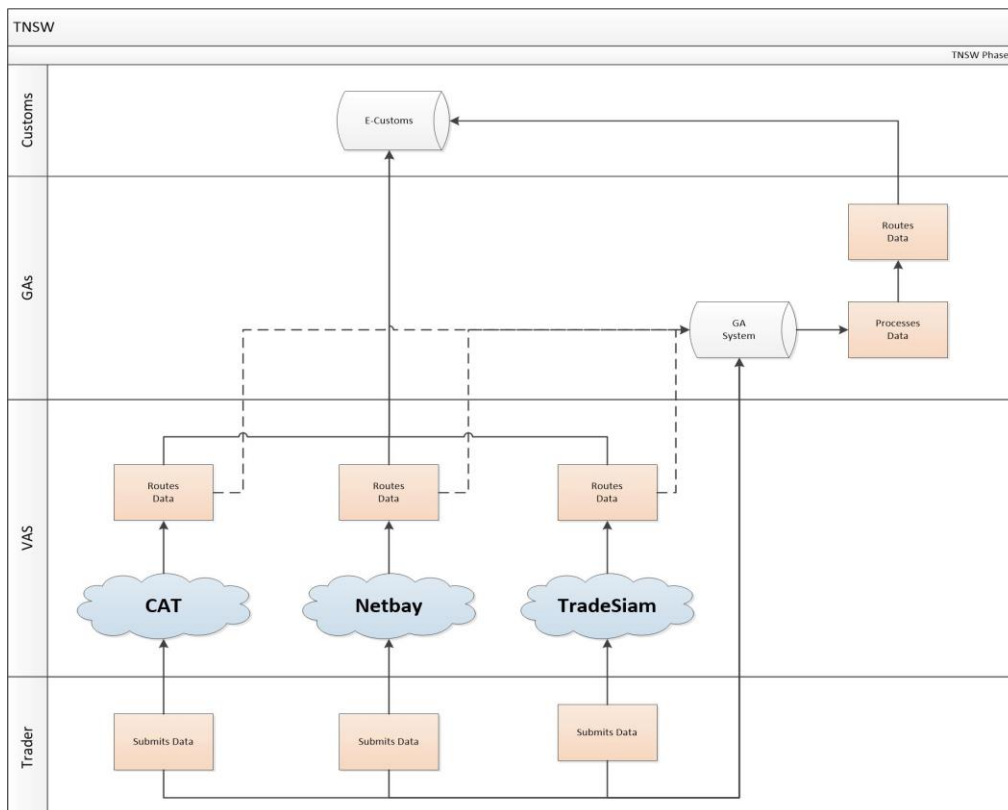 TNSW
TNSW Phase
Customs
E-Customs
GAs
Routes
Data
GA
System
Processes
Data
VAS
Routes
Data
Routes
Data
Routes
Data
CAT
Netbay
TradeSiam
Trader
Submits Data
Submits Data
Submits Data